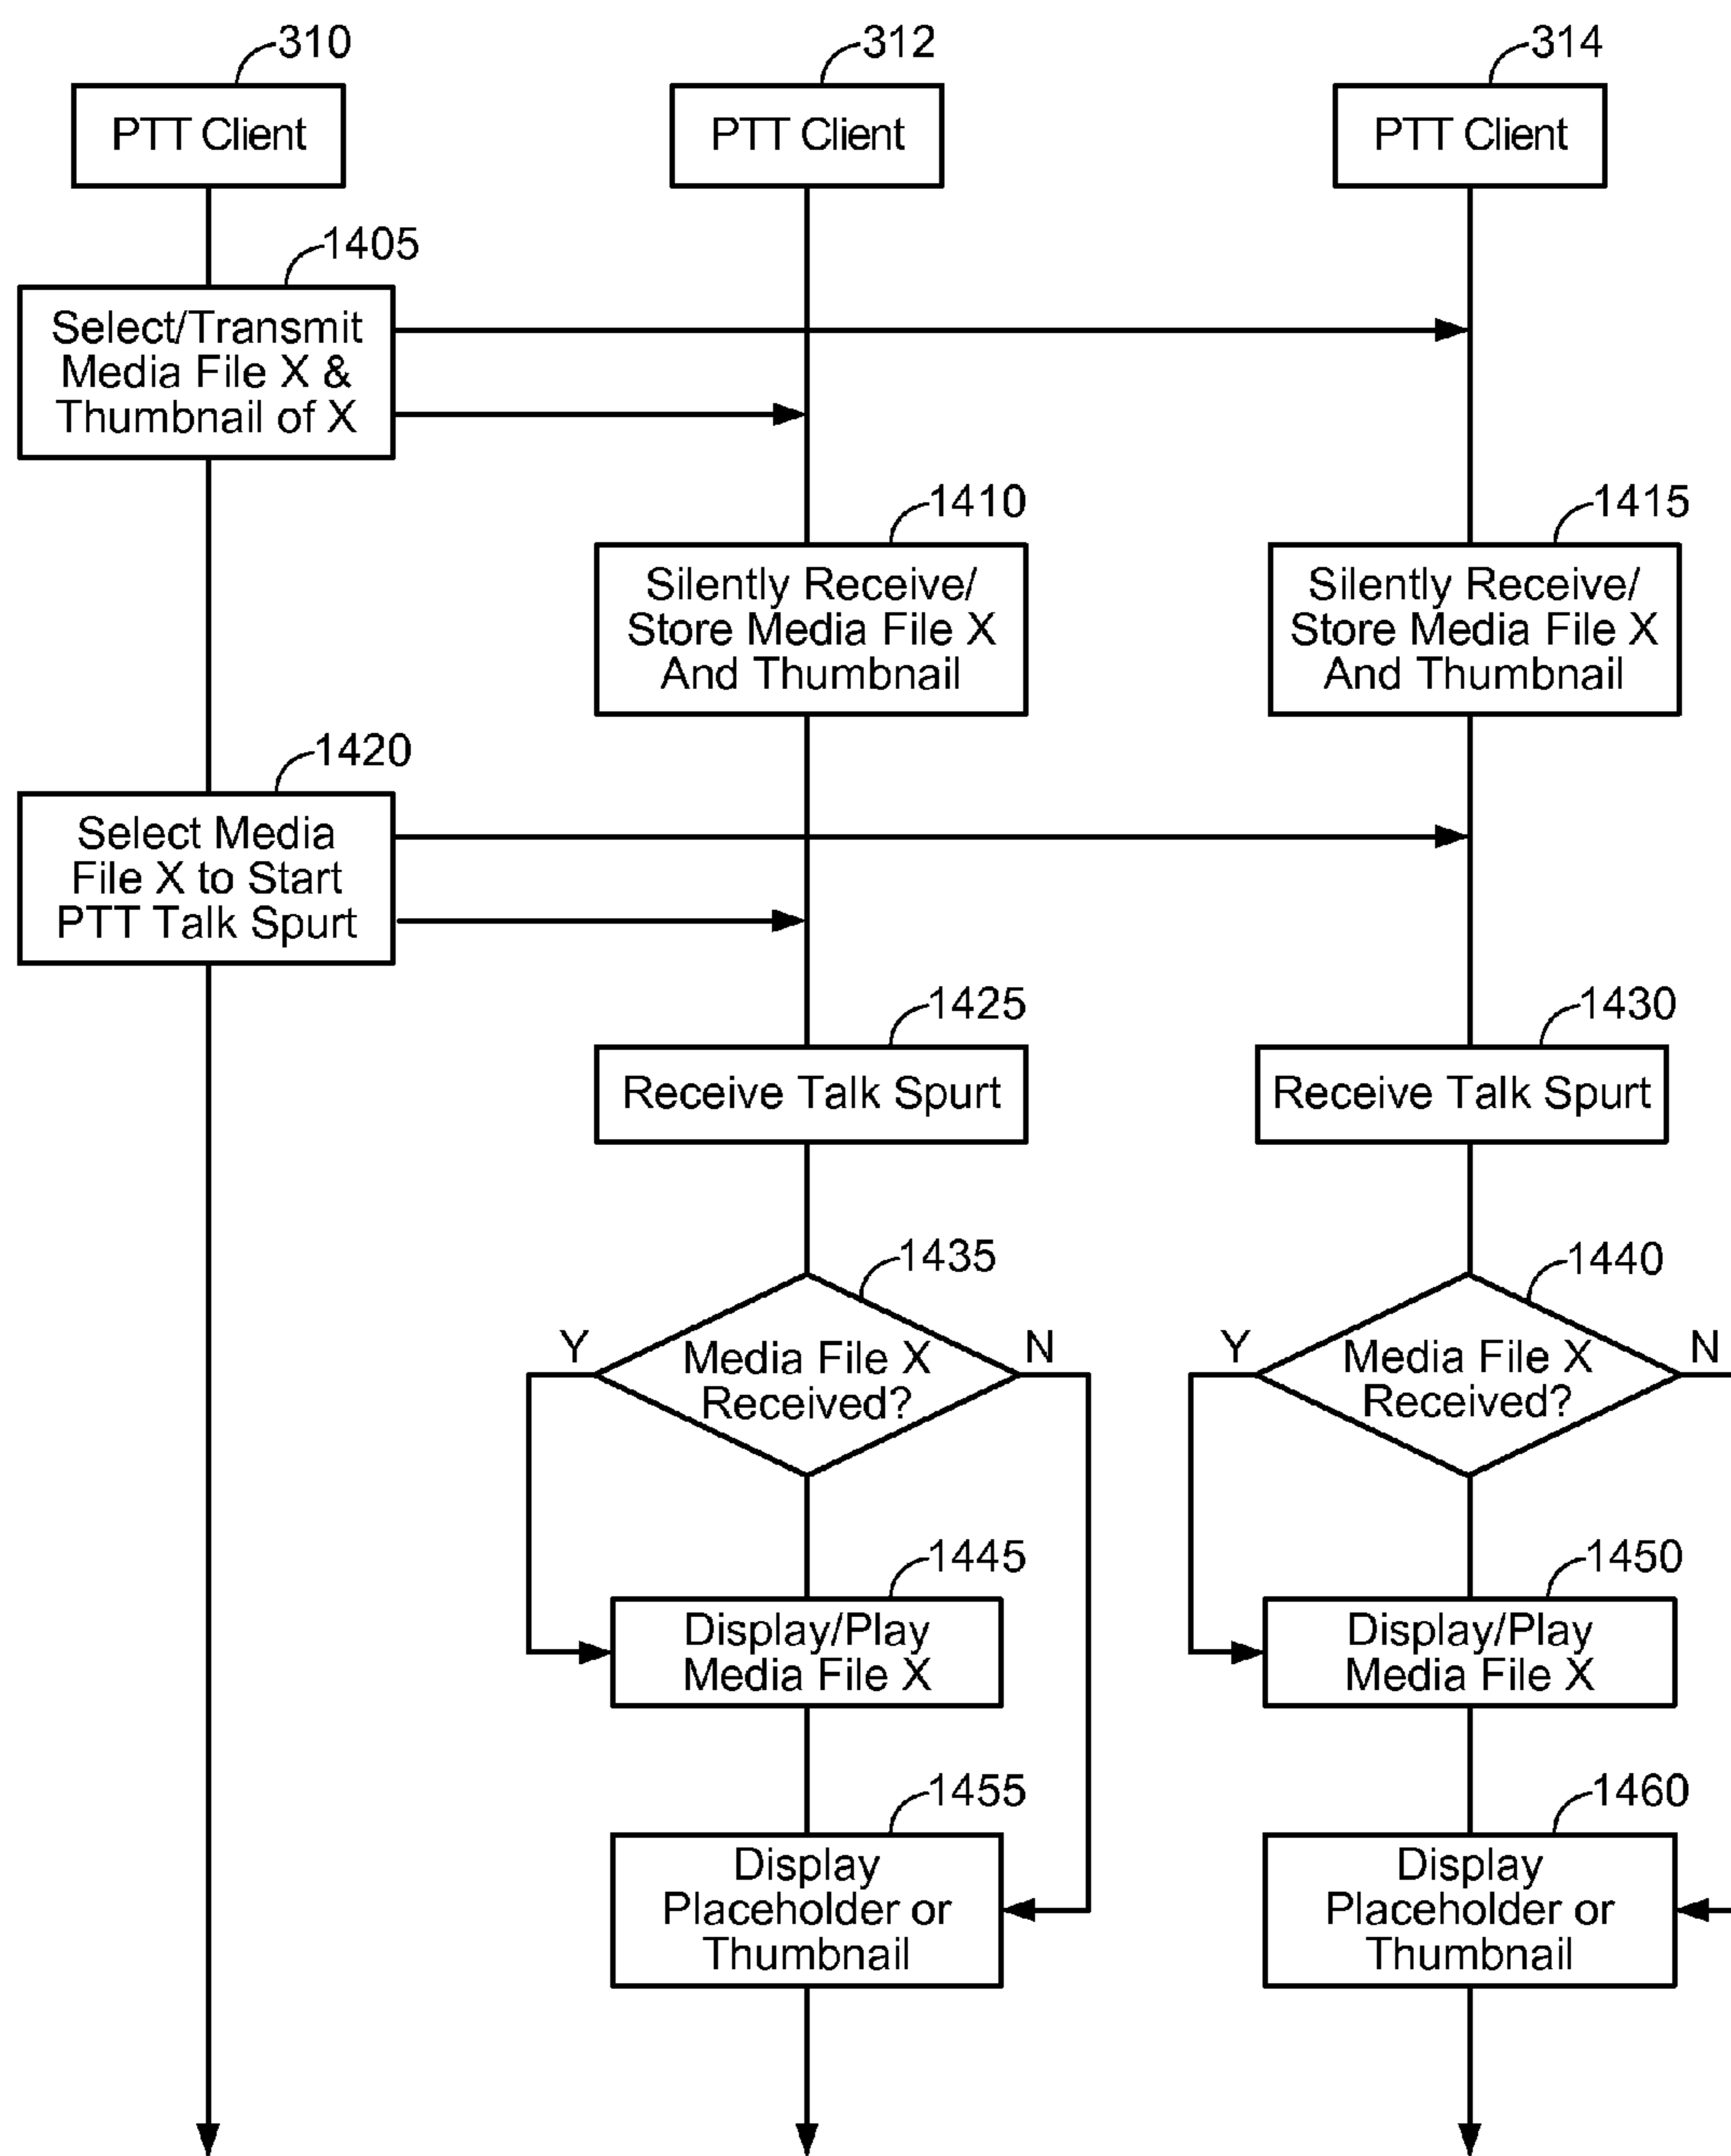 310
312
314
PTT Client
PTT Client
PTT Client
1405
Select/Transmit
Media File X &
Thumbnail of X
1410
1415
Silently Receive/
Store Media File X
And Thumbnail
Silently Receive/
Store Media File X
And Thumbnail
1420
Select Media
File X to Start
PTT Talk Spurt
1425
1430
Receive Talk Spurt
Receive Talk Spurt
1435
1440
Y
Media File X
Received?
N
Y
Media File X
Received?
N
1445
1450
Display/Play
Media File X
Display/Play
Media File X
1455
1460
Display
Placeholder or
Thumbnail
Display
Placeholder or
Thumbnail